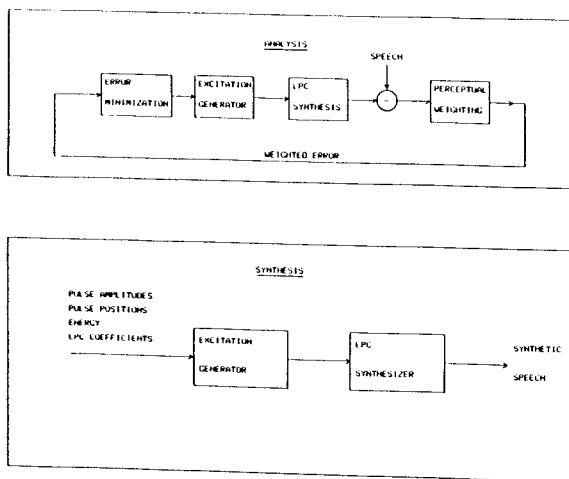 ANALYSIS
SPEECH
ERROR
MINIMIZATION
EXCITATION
GENERATOR
LPC
SYNTHESIS
-
PERCEPTUAL
WEIGHTING
WEIGHTED ERROR
SYNTHESIS
PULSE AMPLITUDES
PULSE POSITIONS
ENERGY
LPC COEFFICIENTS
EXCITATION
GENERATOR
LPC
SYNTHESIZER
SYNTHETIC
SPEECH